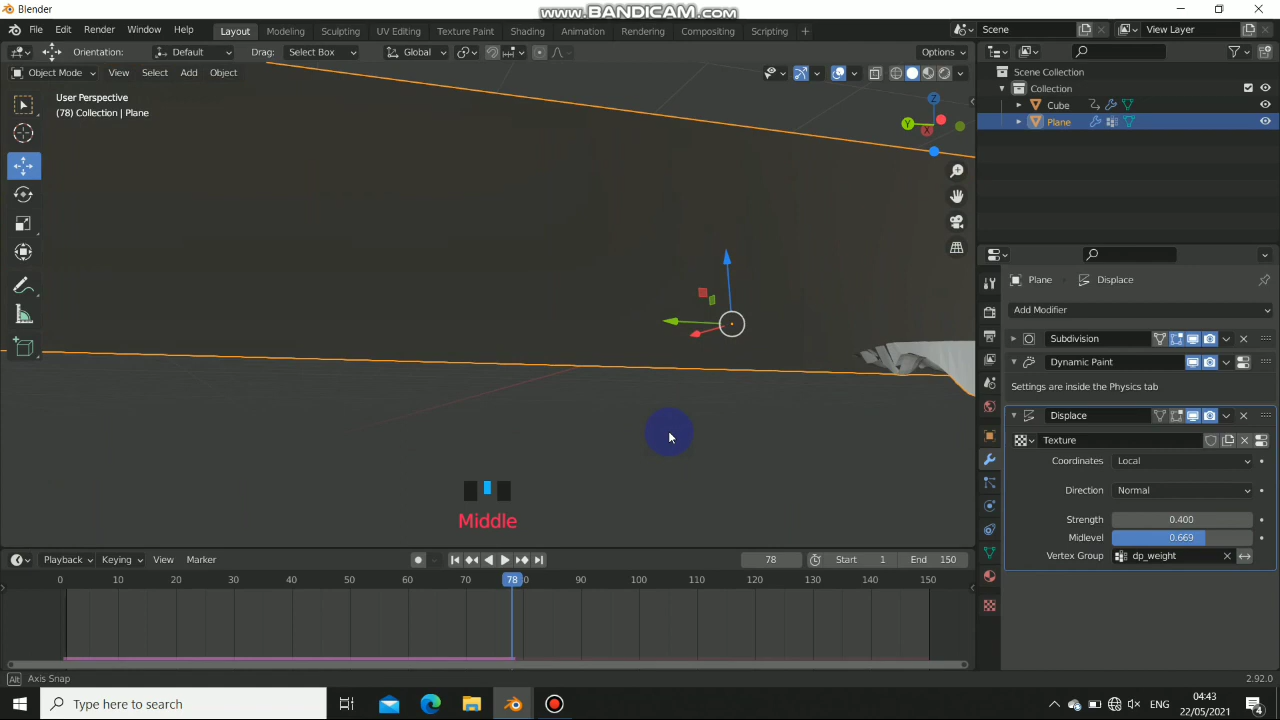 Blender
www.BANDICAM.com
File Edit Render Window Help
Layout Modeling Sculpting UV Editing Texture Paint Shading Animation Rendering Compositing Scripting +
Scene
View Layer
Orientation: Default Drag: Select Box Global Options
Object Mode View Select Add Object
Scene Collection
Collection
Cube
Plane
User Perspective
(78) Collection | Plane
Z
Y
X
Plane Displace
Add Modifier
Subdivision
Dynamic Paint
Settings are inside the Physics tab
Displace
Texture
Coordinates Local
Direction Normal
Strength 0.400
Midlevel 0.669
Vertex Group dp_weight
Middle
Playback Keying View Marker 78 Start 1 End 150
0 10 20 30 40 50 60 70 78 80 90 100 110 120 130 140 150
Alt Axis Snap 2.92.0
Type here to search
ENG
04:43
22/05/2021
4